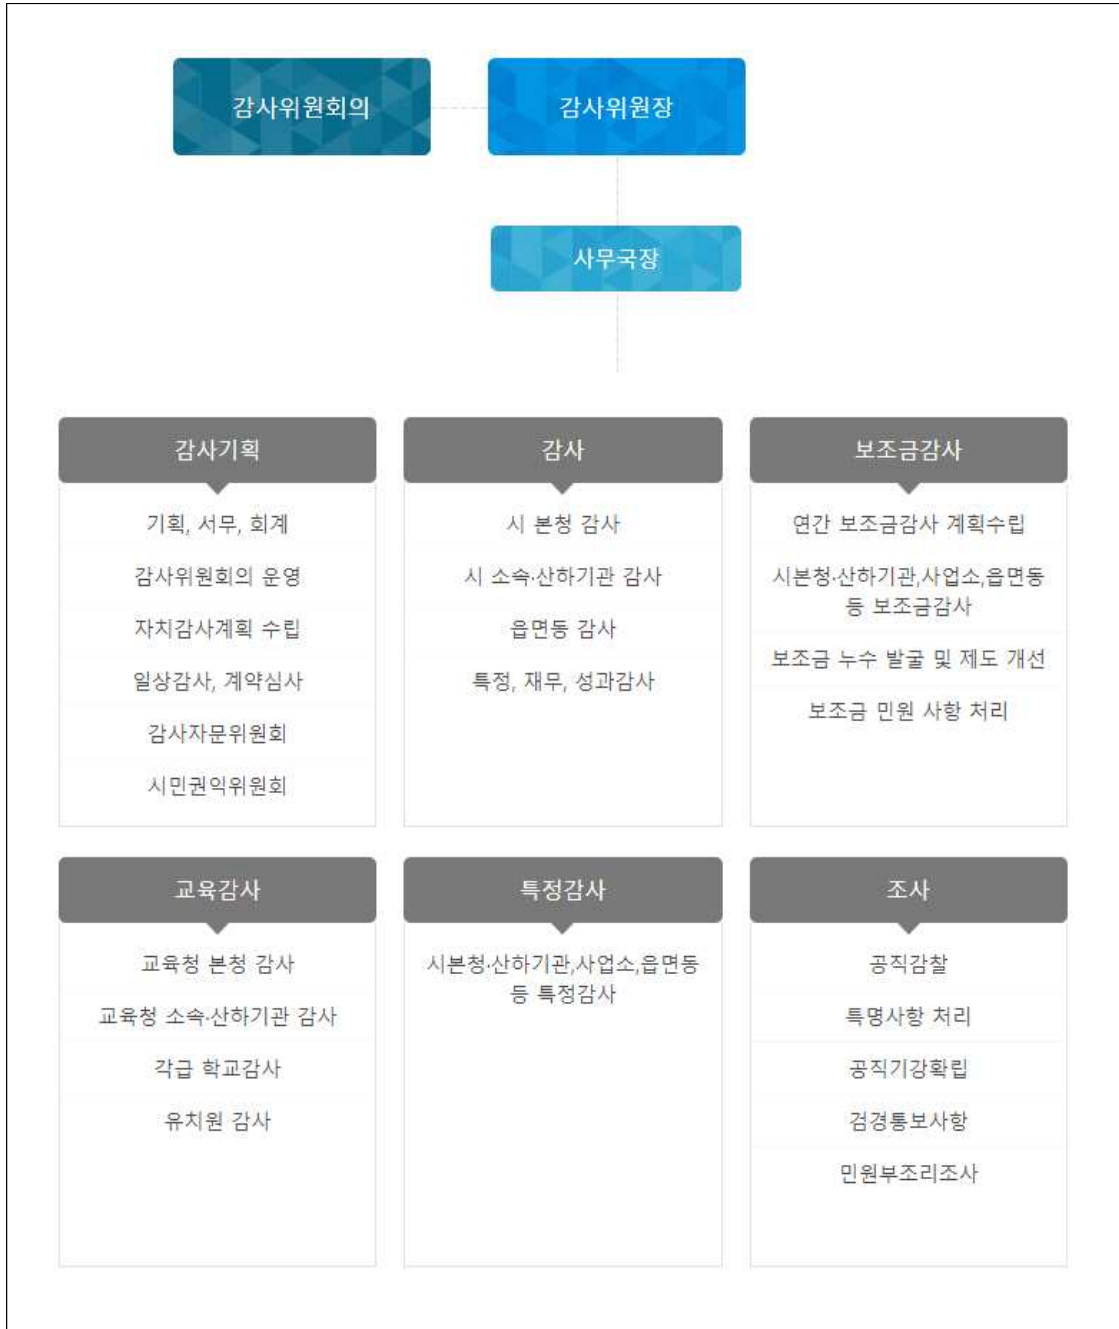 감사위원회의
감사위원장
사무국장
감사기획
기획, 서무, 회계
감사위원회의 운영
자치감사계획 수립
일상감사, 계약심사
감사자문위원회
시민권익위원회
감사
시 본청 감사
시 소속·산하기관 감사
읍면동 감사
특정, 재무, 성과감사
보조금감사
연간 보조금감사 계획수립
시본청·산하기관,사업소,읍면동
등 보조금감사
보조금 누수 발굴 및 제도 개선
보조금 민원 사항 처리
교육감사
교육청 본청 감사
교육청 소속·산하기관 감사
각급 학교감사
유치원 감사
특정감사
시본청·산하기관,사업소,읍면동
등 특정감사
조사
공직감찰
특명사항 처리
공직기강확립
검경통보사항
민원부조리조사